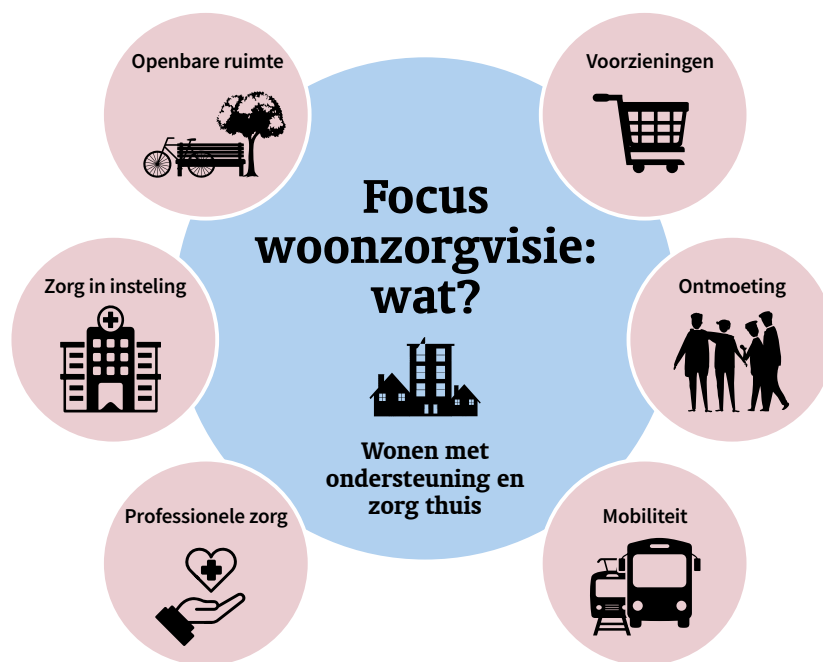 Openbare ruimte
Voorzieningen
Focus
woonzorgvisie:
wat?
Zorg in insteling
Ontmoeting
Wonen met
ondersteuning en
zorg thuis
Professionele zorg
Mobiliteit